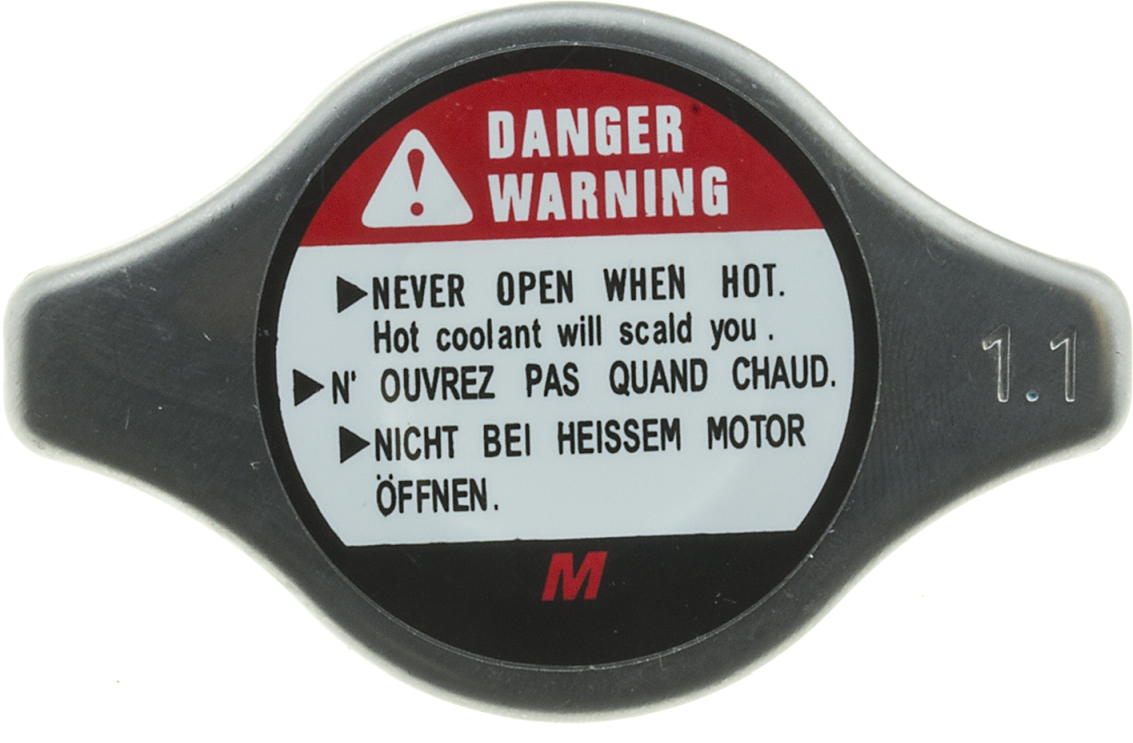 DANGER
WARNING
▶NEVER OPEN WHEN HOT.
Hot coolant will scald you .
▶N' OUVREZ PAS QUAND CHAUD.
▶NICHT BEI HEISSEM MOTOR
ÖFFNEN.
1.1
M